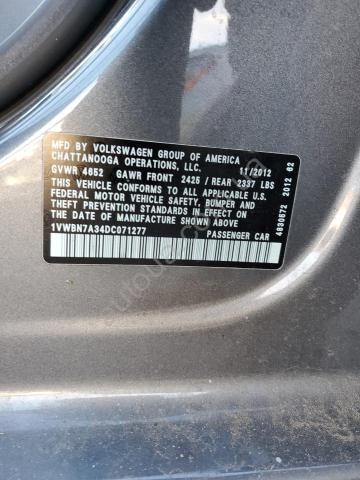 MFD BY VOLKSWAGEN GROUP OF AMERICA
CHATTANOOGA OPERATIONS, LLC. 11/2012
GVWR 4652 GAWR FRONT 2425 / REAR 2337 LBS
THIS VEHICLE CONFORMS TO ALL APPLICABLE U.S.
FEDERAL MOTOR VEHICLE SAFETY, BUMPER AND
THEFT PREVENTION STANDARDS IN EFFECT ON THE
DATE OF MANUFACTURE SHOWN ABOVE
1VWBN7A34DC071277 PASSENGER CAR
4830572 2012 62